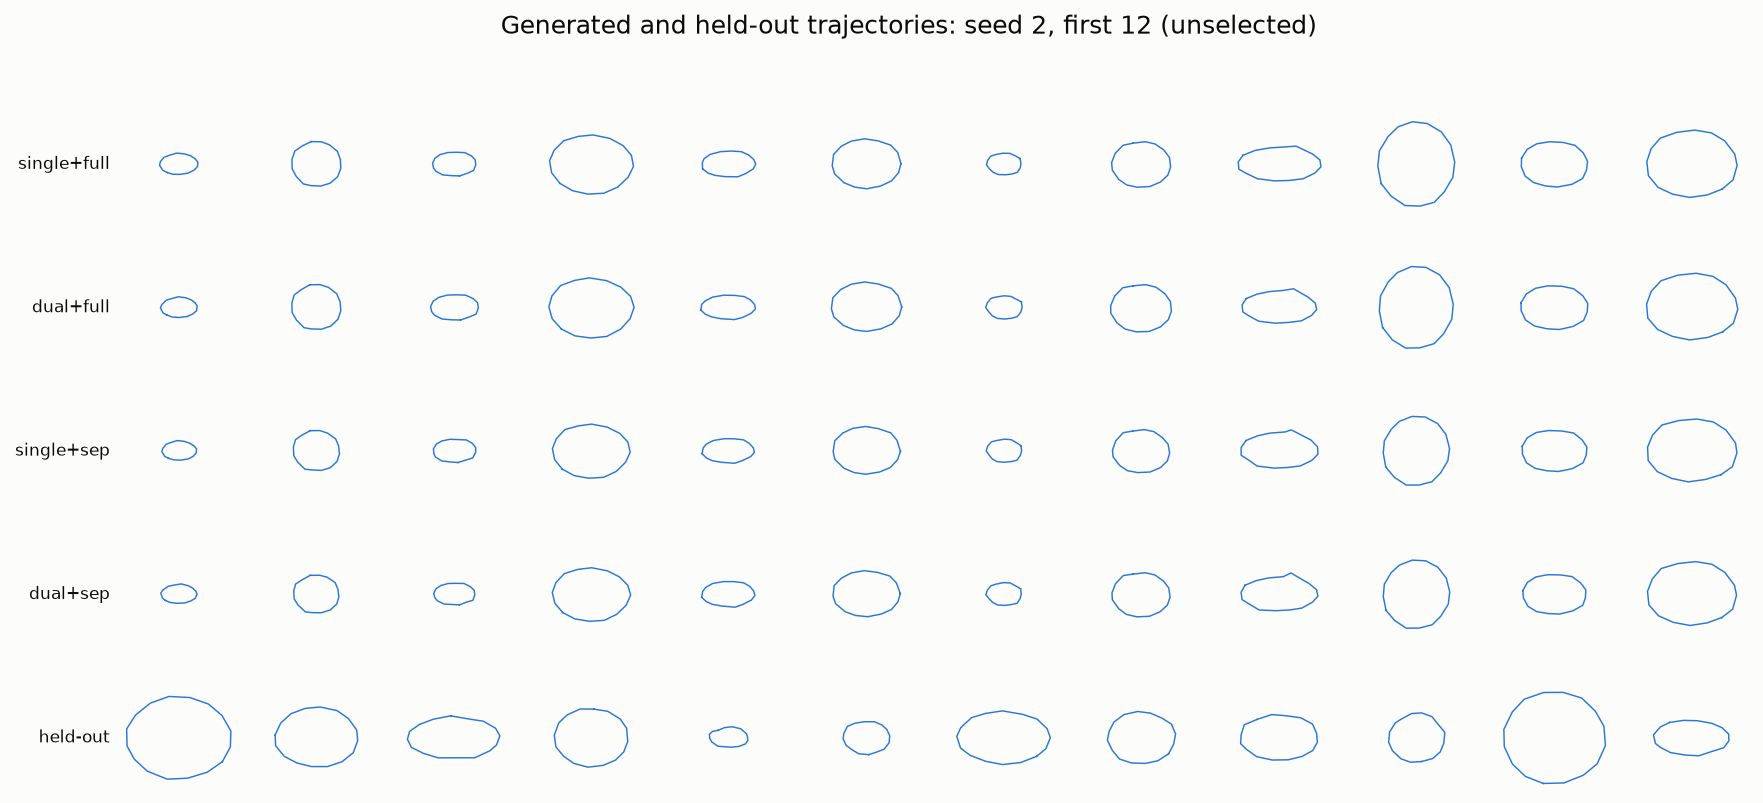 Generated and held-out trajectories: seed 2, first 12 (unselected)
single+full
dual+full
single+sep
dual+sep
held-out